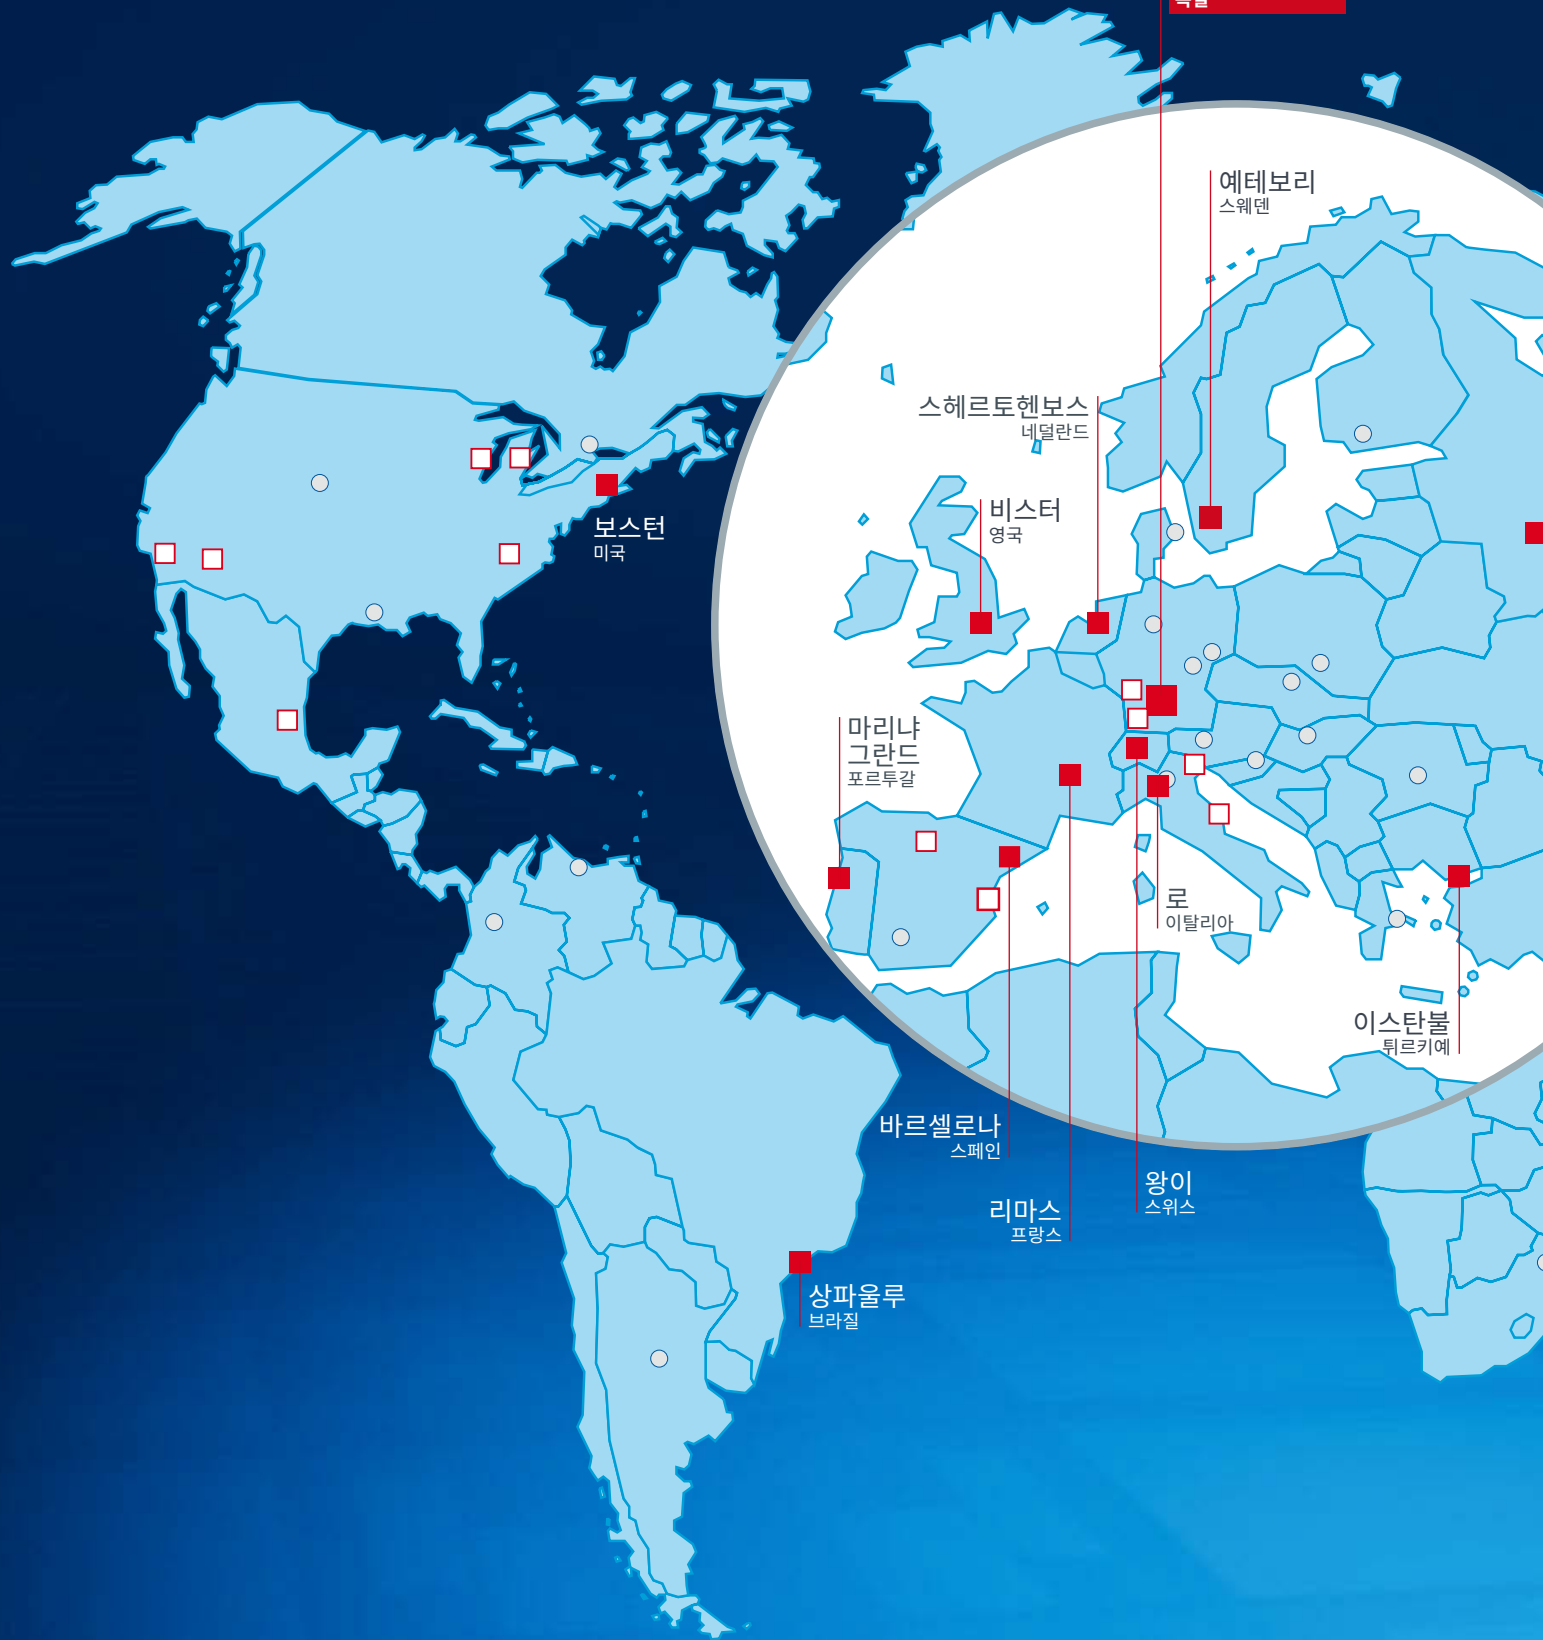 독일
예테보리
스웨덴
스헤르토헨보스
네덜란드
비스터
영국
보스턴
미국
마리냐
그란드
포르투갈
로
이탈리아
이스탄불
튀르키예
바르셀로나
스페인
왕이
스위스
리마스
프랑스
상파울루
브라질